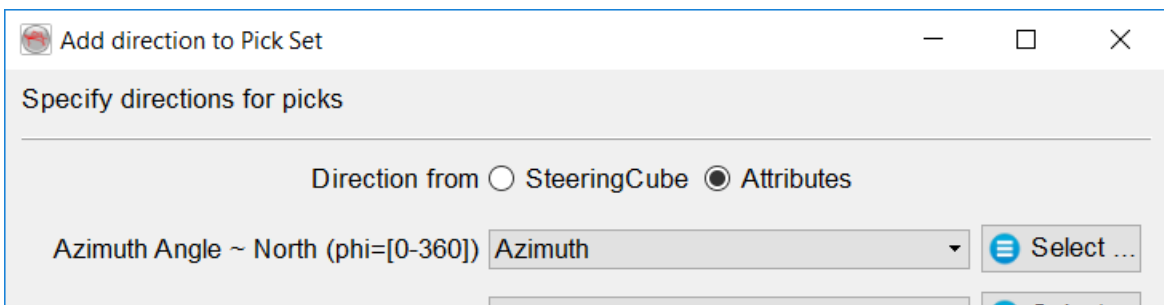 Add direction to Pick Set
Specify directions for picks
Direction from SteeringCube Attributes
Azimuth Angle ~ North (phi=[0-360]) Azimuth Select ...